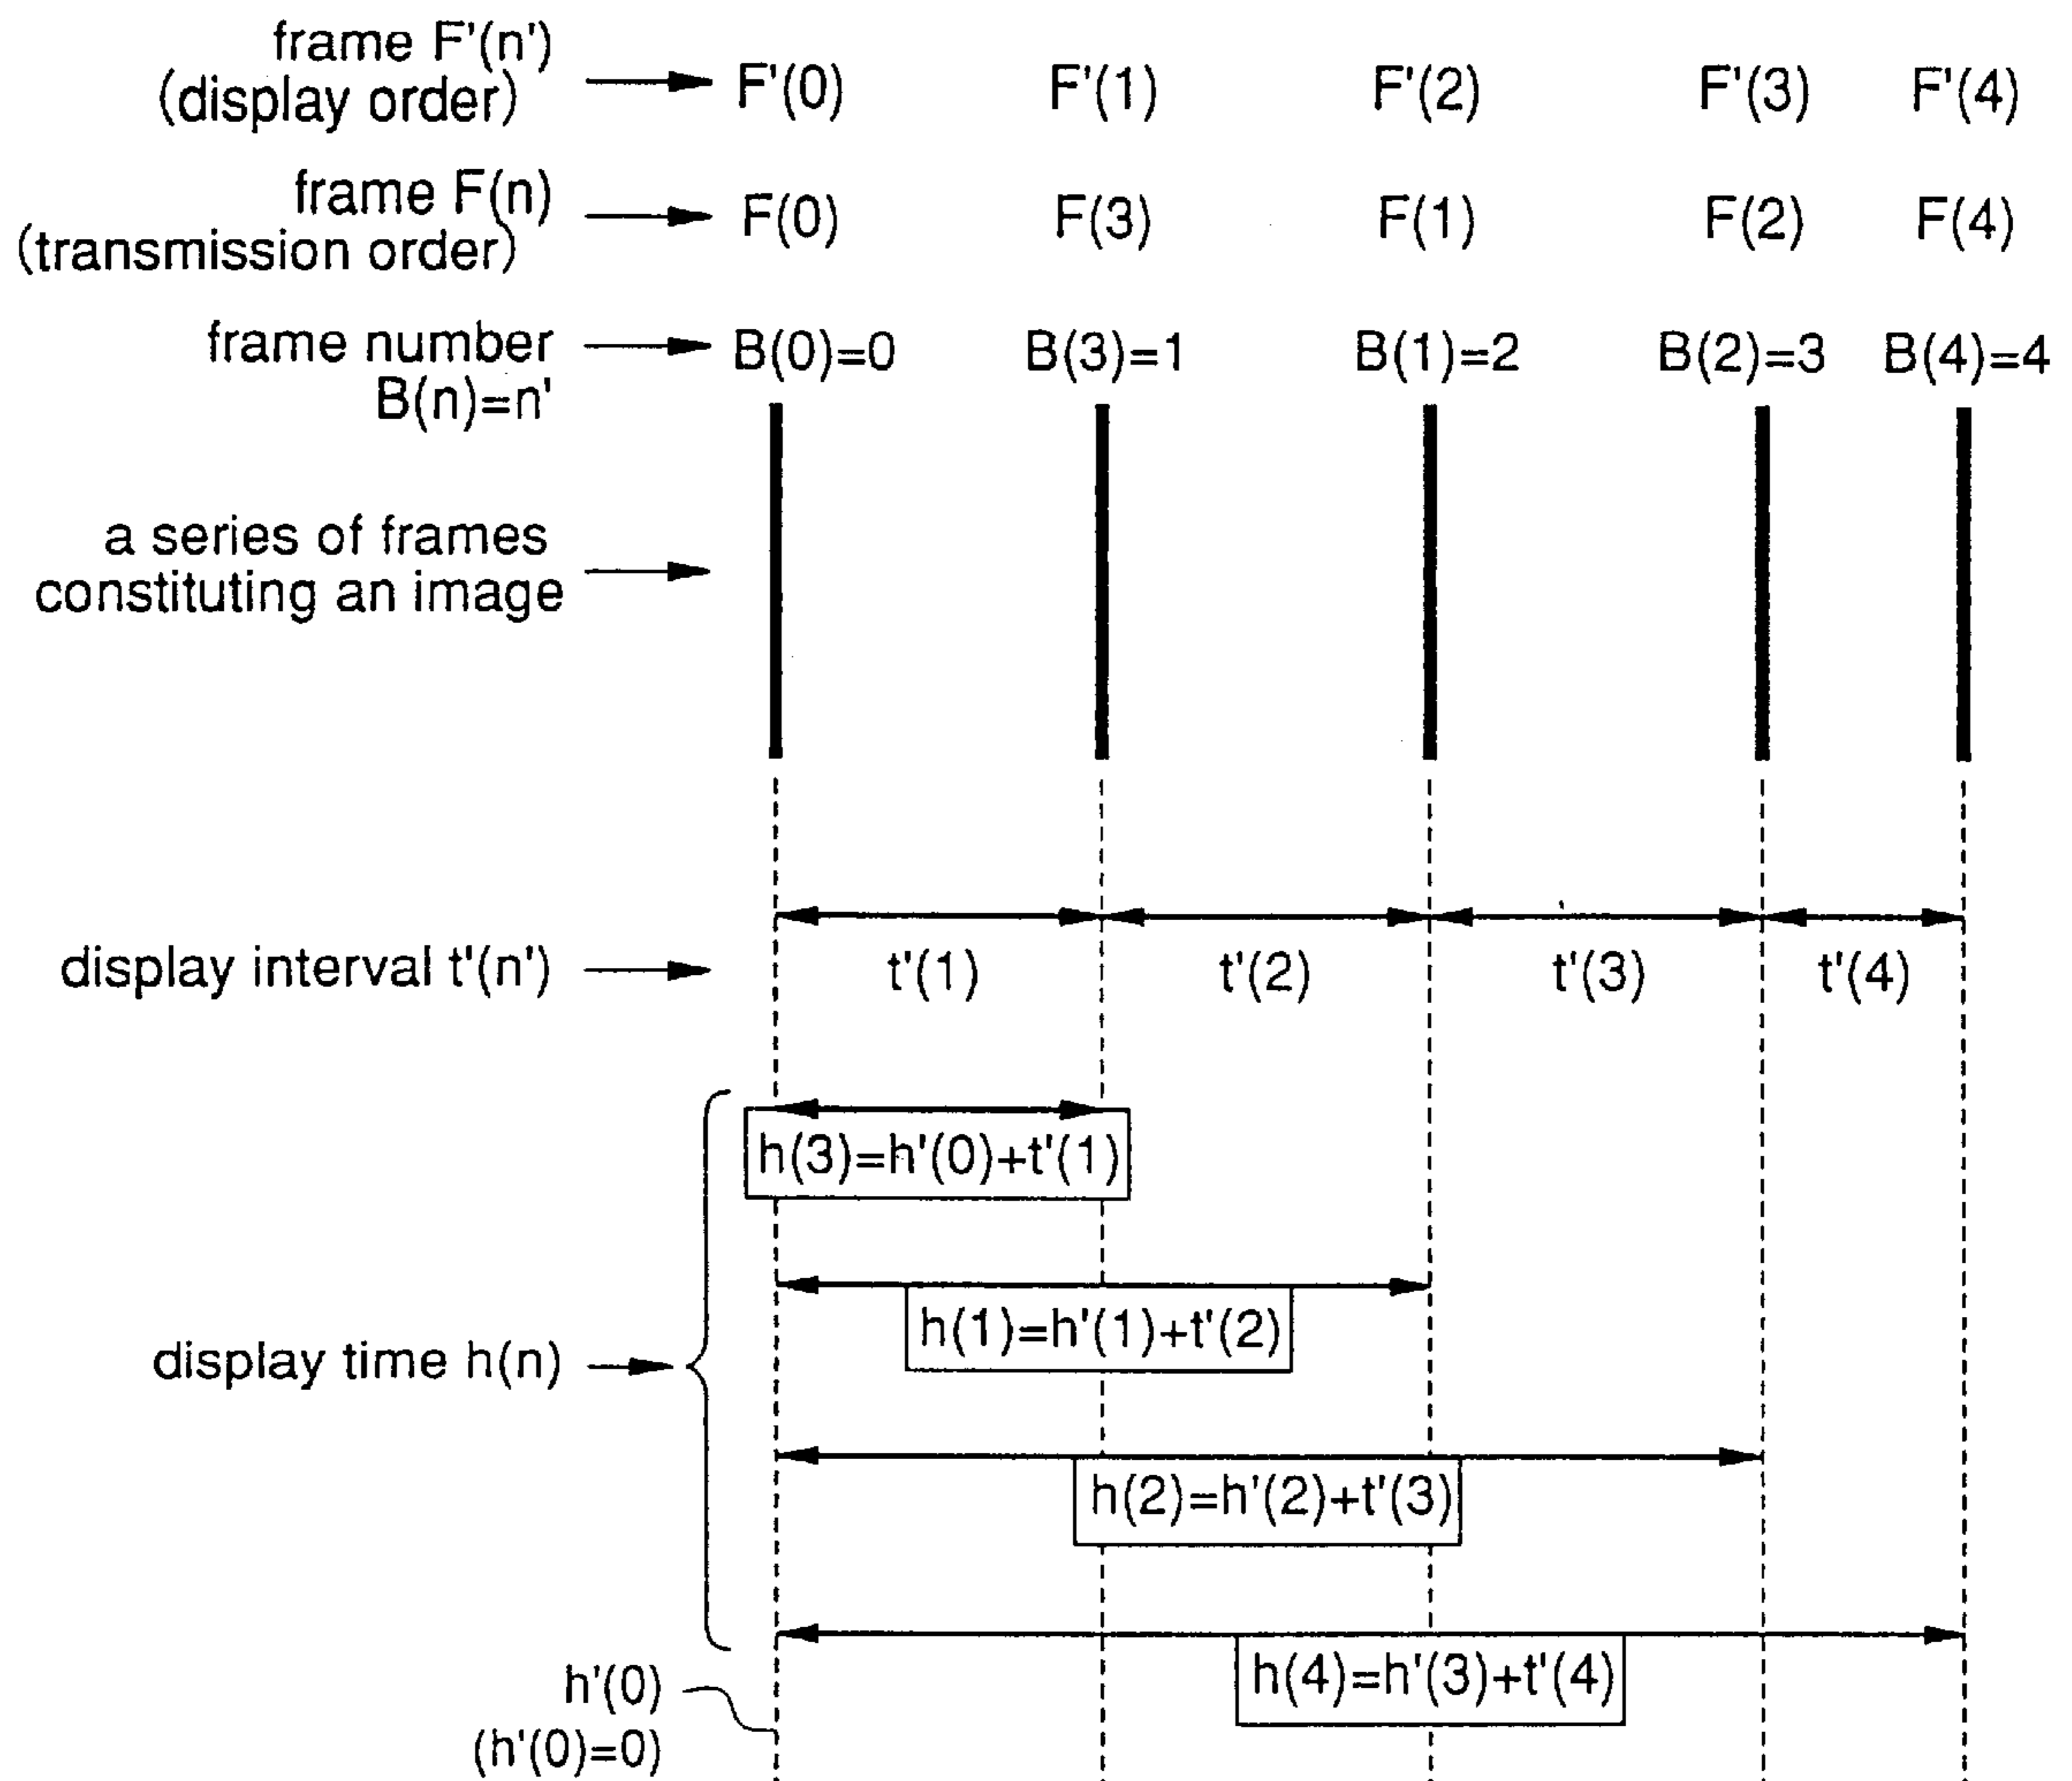 frame F'(n')
(display order)
F'(0) F'(1) F'(2) F'(3) F'(4)
frame F(n)
(transmission order)
F(0) F(3) F(1) F(2) F(4)
frame number
B(n)=n'
B(0)=0 B(3)=1 B(1)=2 B(2)=3 B(4)=4
a series of frames
constituting an image
display interval t'(n')
t'(1) t'(2) t'(3) t'(4)
display time h(n)
h(3)=h'(0)+t'(1)
h(1)=h'(1)+t'(2)
h(2)=h'(2)+t'(3)
h(4)=h'(3)+t'(4)
h'(0)
(h'(0)=0)